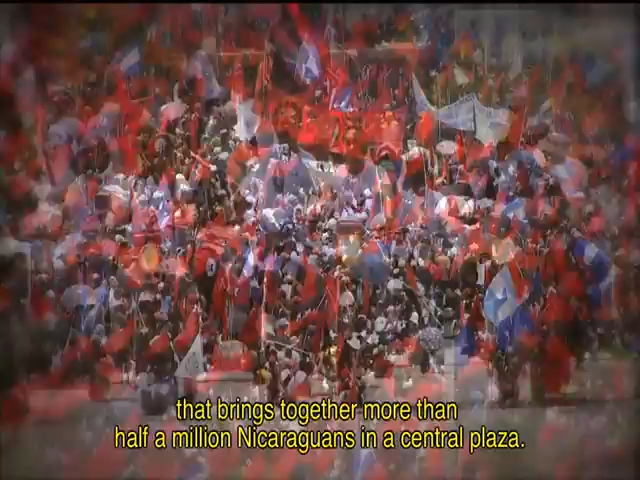 that brings together more than
half a million Nicaraguans in a central plaza.